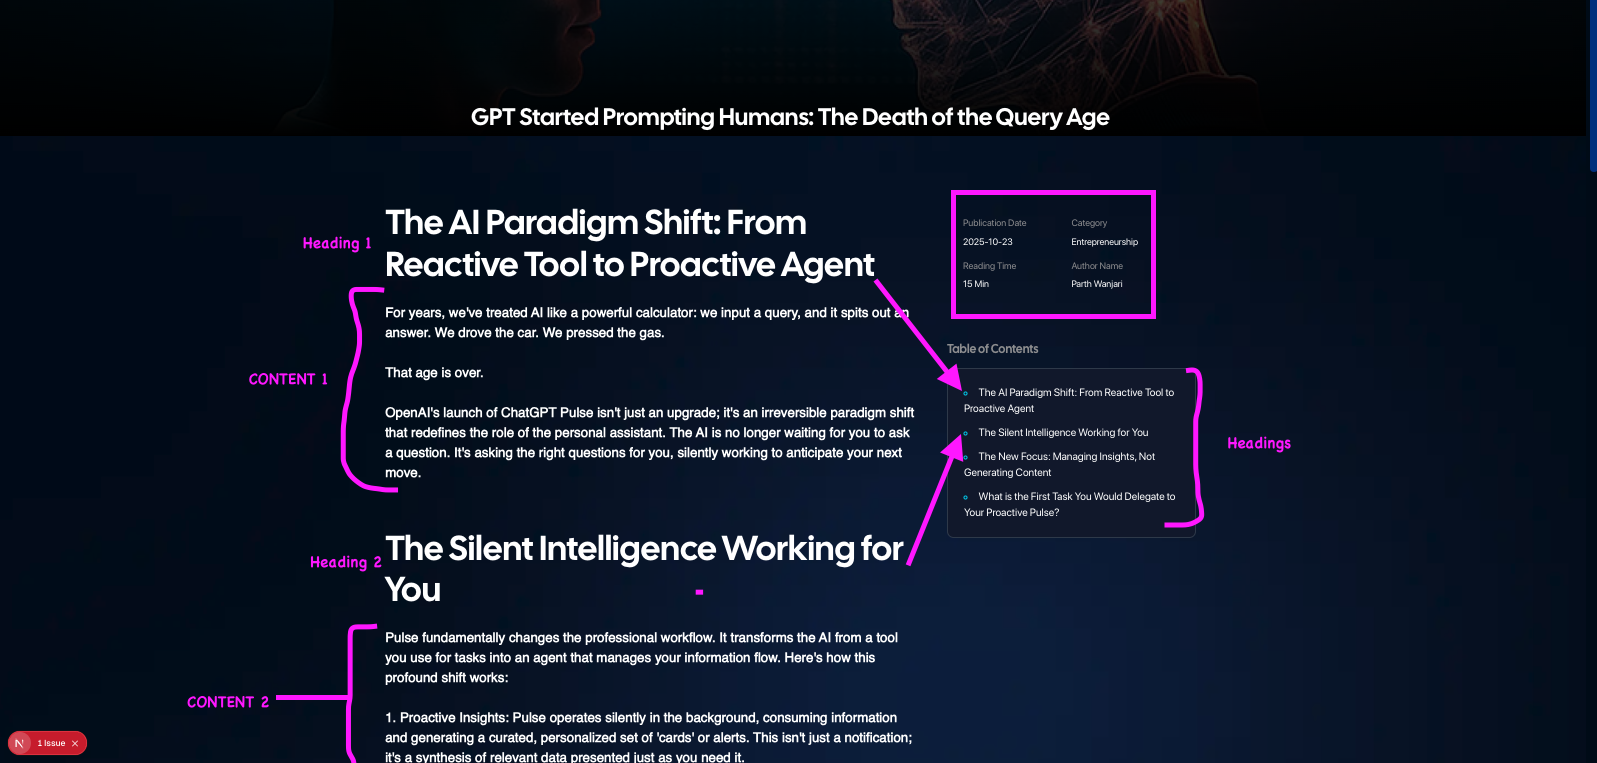 GPT Started Prompting Humans: The Death of the Query Age
Heading 1
The AI Paradigm Shift: From
Reactive Tool to Proactive Agent
CONTENT 1
For years, we've treated AI like a powerful calculator: we input a query, and it spits out an
answer. We drove the car. We pressed the gas.
That age is over.
OpenAI's launch of ChatGPT Pulse isn't just an upgrade; it's an irreversible paradigm shift
that redefines the role of the personal assistant. The AI is no longer waiting for you to ask
a question. It's asking the right questions for you, silently working to anticipate your next
move.
Heading 2
The Silent Intelligence Working for
You
CONTENT 2
Pulse fundamentally changes the professional workflow. It transforms the AI from a tool
you use for tasks into an agent that manages your information flow. Here's how this
profound shift works:
1. Proactive Insights: Pulse operates silently in the background, consuming information
and generating a curated, personalized set of 'cards' or alerts. This isn't just a notification;
it's a synthesis of relevant data presented just as you need it.
Publication Date Category
2025-10-23 Entrepreneurship
Reading Time Author Name
15 Min Parth Wanjari
Table of Contents
The AI Paradigm Shift: From Reactive Tool to
Proactive Agent
The Silent Intelligence Working for You
The New Focus: Managing Insights, Not
Generating Content
What is the First Task You Would Delegate to
Your Proactive Pulse?
Headings
N 1 Issue